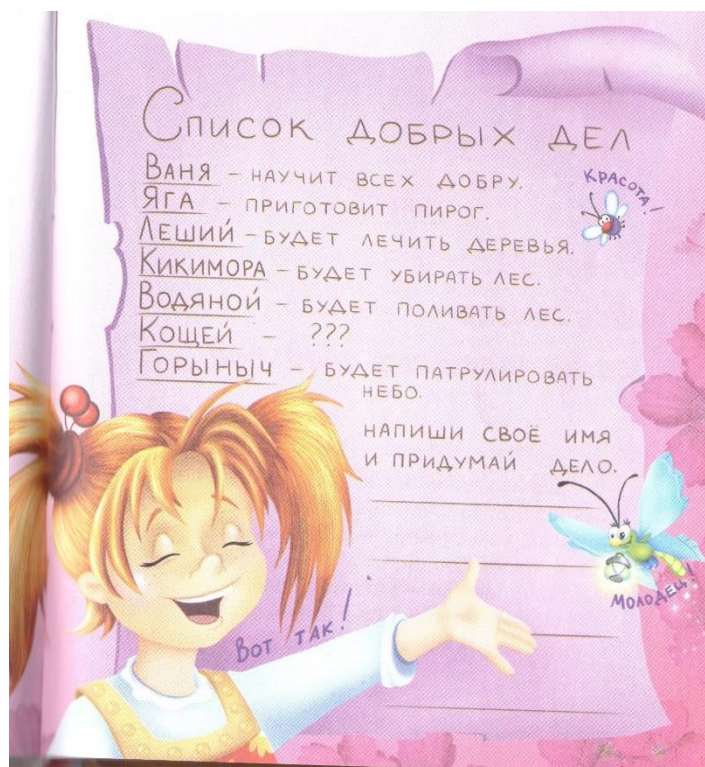 Список добрых дел
Ваня – научит всех добру.
Красота!
Яга – приготовит пирог.
Леший – будет лечить деревья.
Кикимора – будет убирать лес.
Водяной – будет поливать лес.
Кощей – ???
Горыныч – будет патрулировать
небо.
напиши своё имя
и придумай дело.
Молодец!
Вот так!